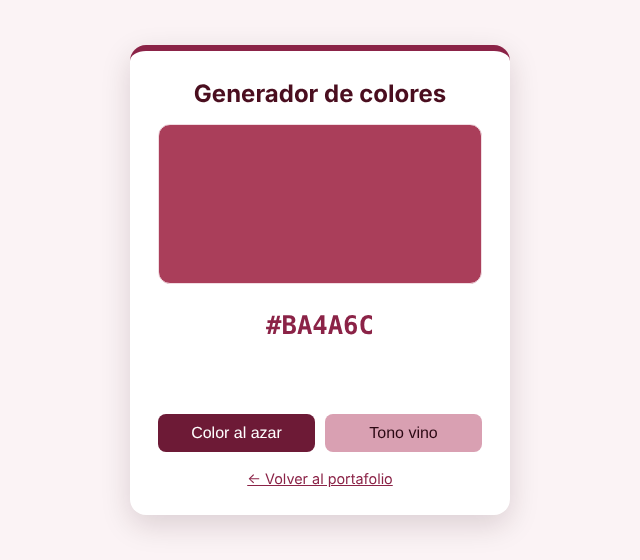 Generador de colores
#BA4A6C
Color al azar
Tono vino
← Volver al portafolio